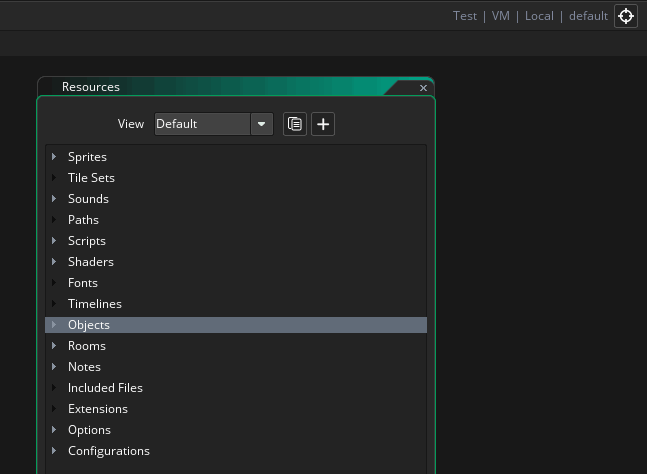 Test | VM | Local | default
Resources
View Default
Sprites
Tile Sets
Sounds
Paths
Scripts
Shaders
Fonts
Timelines
Objects
Rooms
Notes
Included Files
Extensions
Options
Configurations